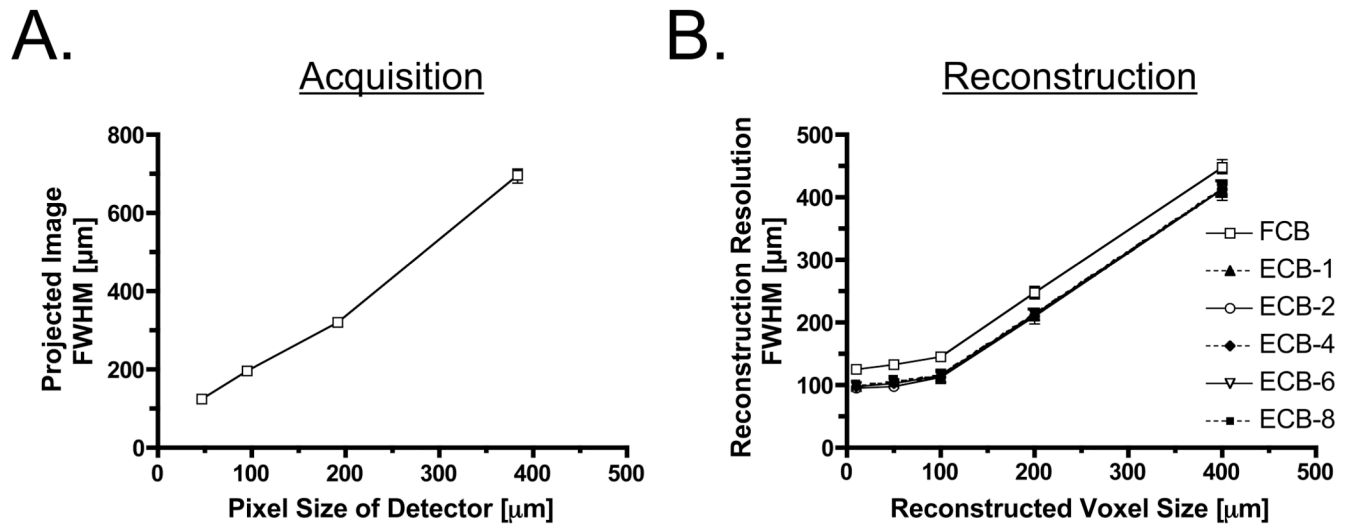 A.
Acquisition
Projected Image
FWHM [μm]
800
600
400
200
0
0 100 200 300 400 500
Pixel Size of Detector [μm]
B.
Reconstruction
Reconstruction Resolution
FWHM [μm]
500
400
300
200
100
0
0 100 200 300 400 500
Reconstructed Voxel Size [μm]
FCB
ECB-1
ECB-2
ECB-4
ECB-6
ECB-8